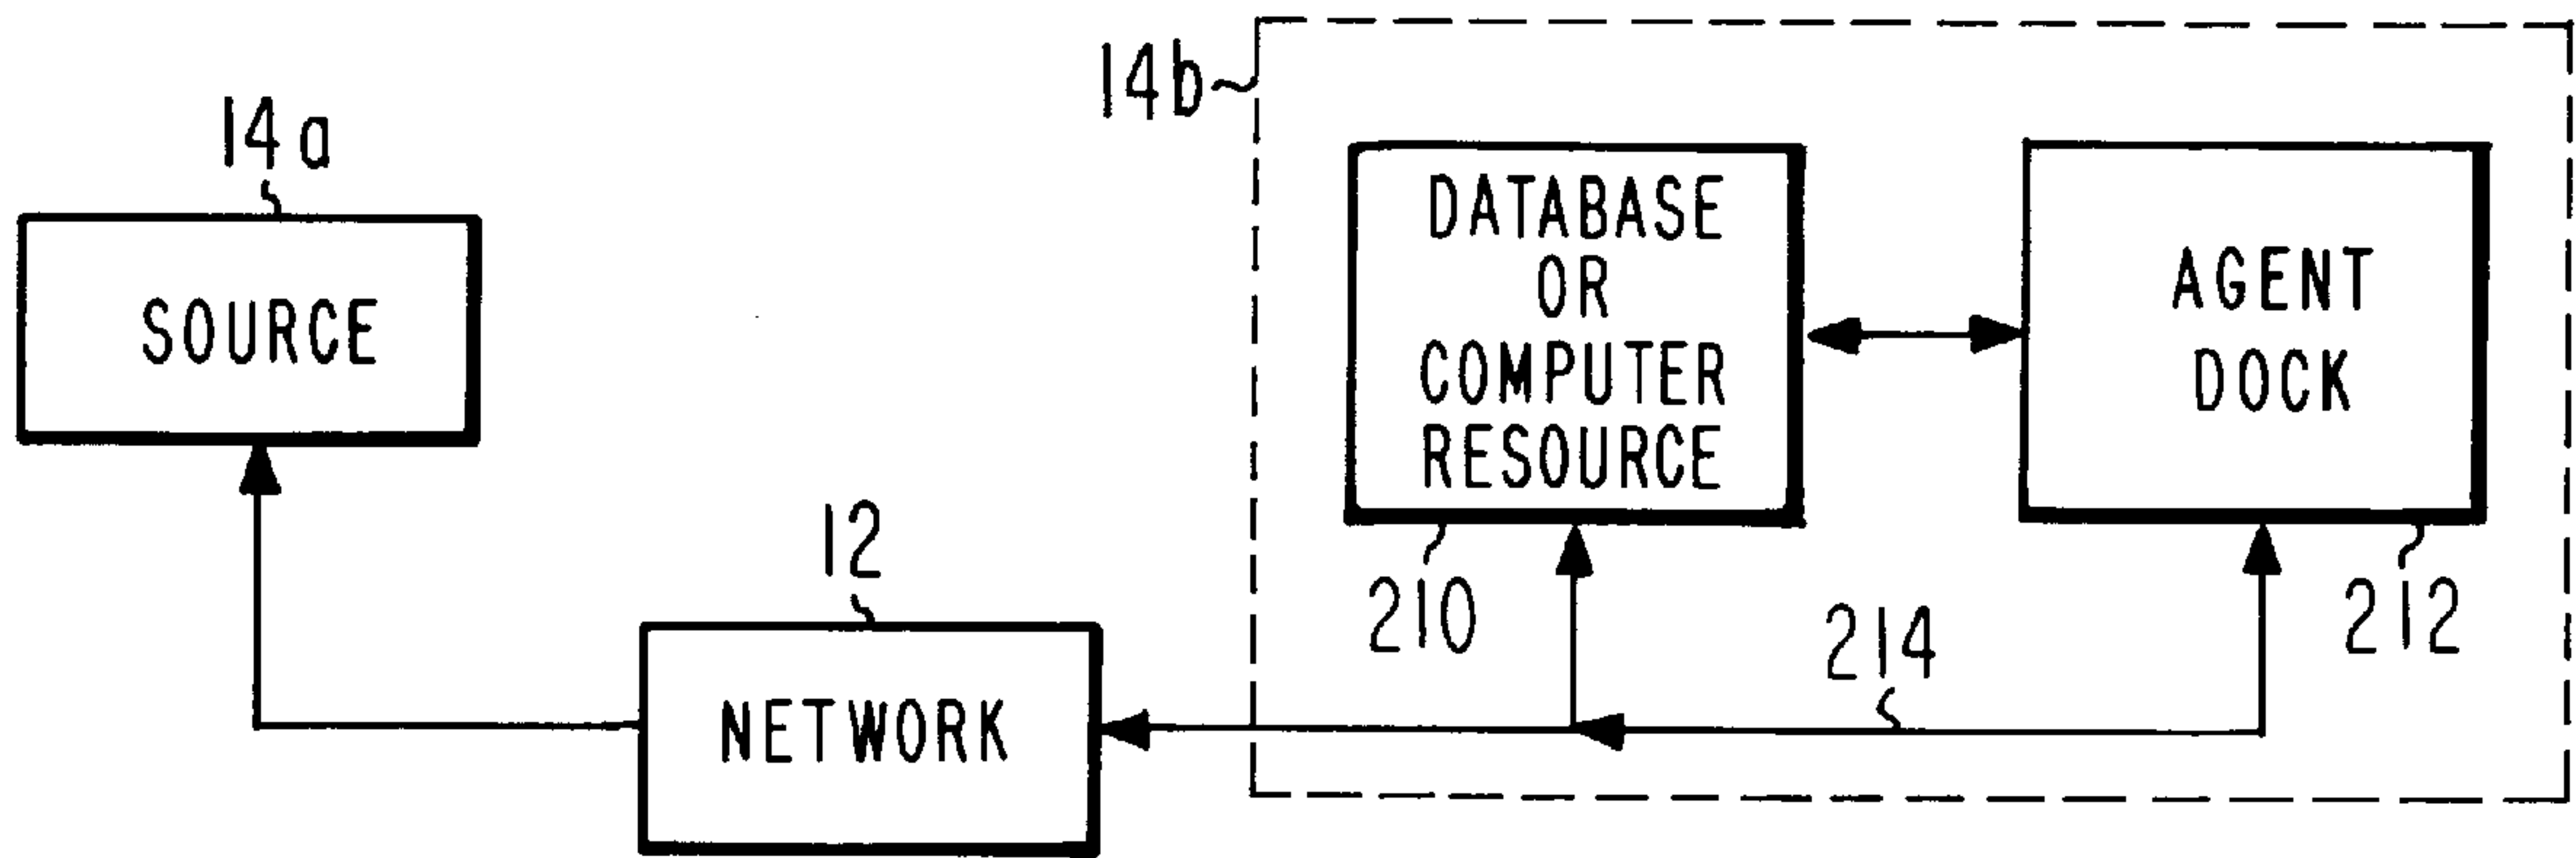 14a
SOURCE
12
NETWORK
14b
DATABASE
OR
COMPUTER
RESOURCE
210
AGENT
DOCK
212
214